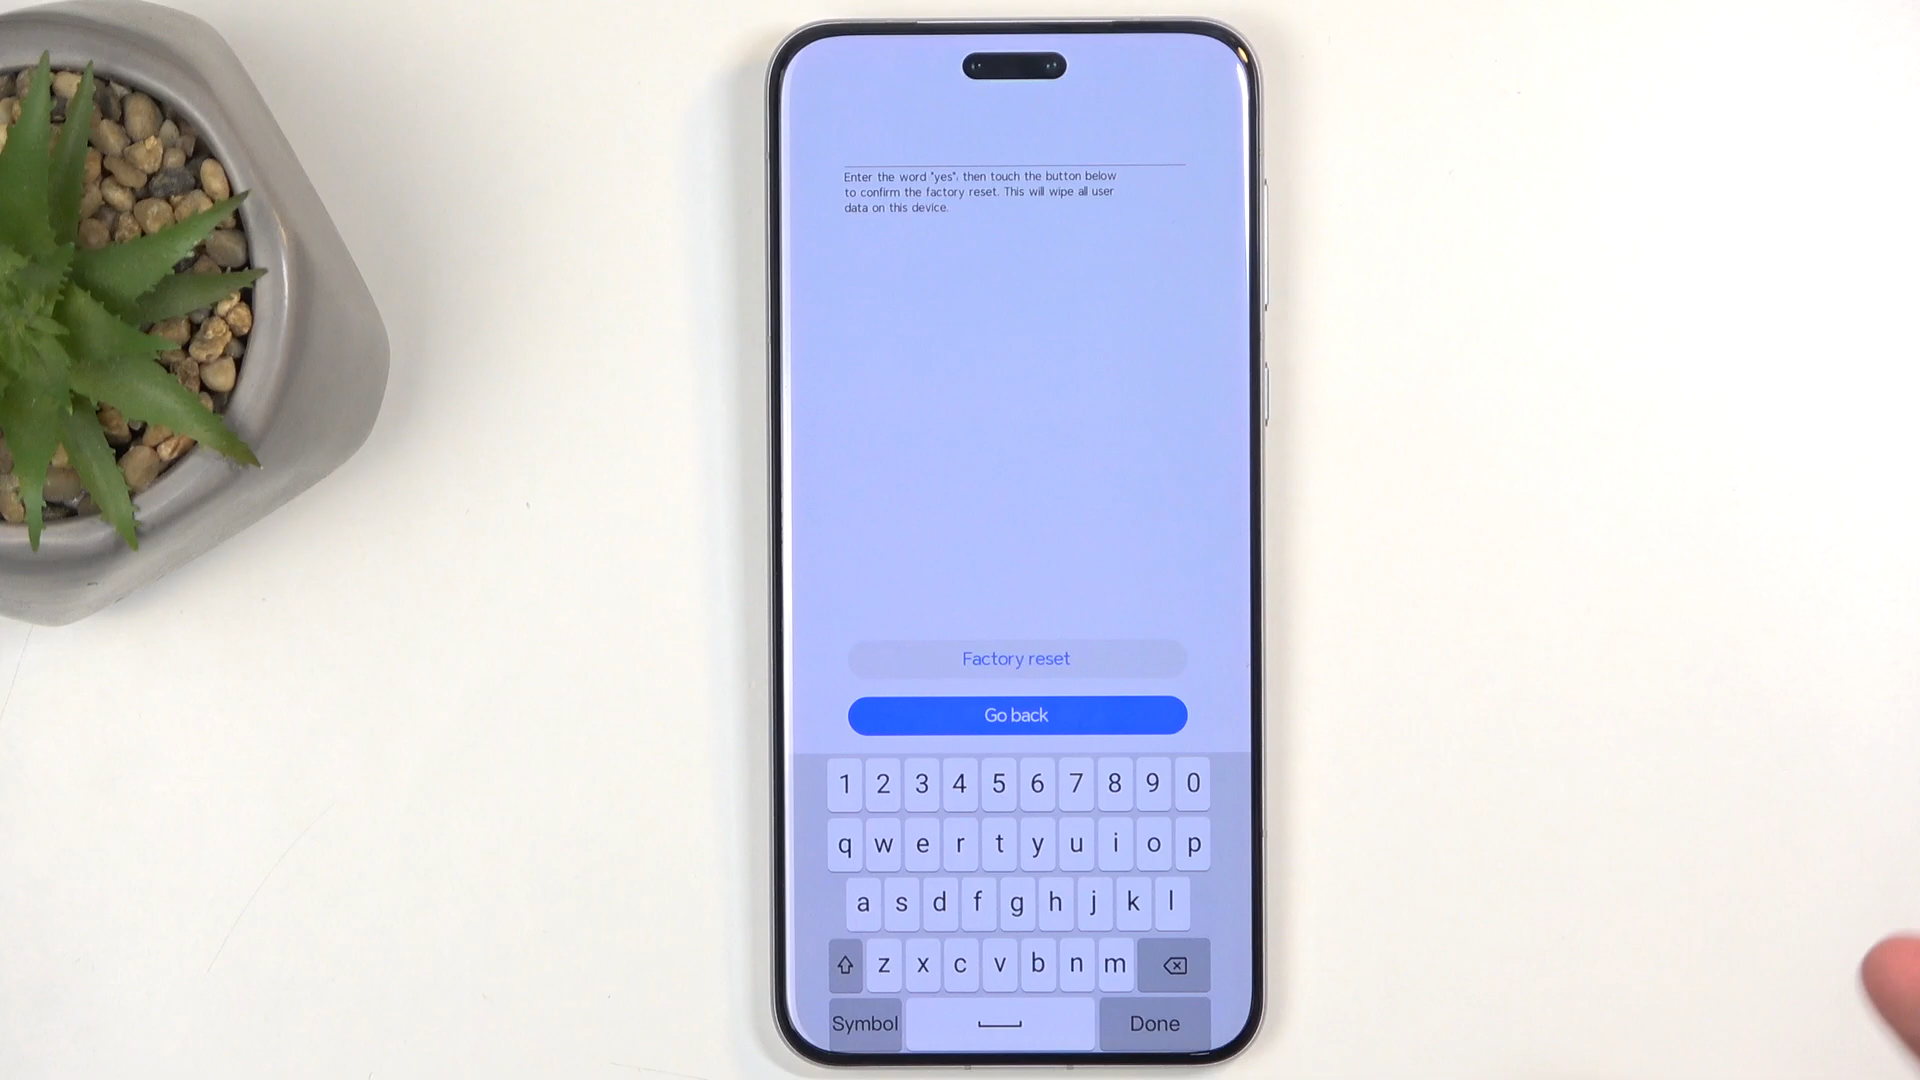 Enter the word "yes", then touch the button below
to confirm the factory reset. This will wipe all user
data on this device.
Factory reset
Go back
1 2 3 4 5 6 7 8 9 0
q w e r t y u i o p
a s d f g h j k l
z x c v b n m
Symbol Done